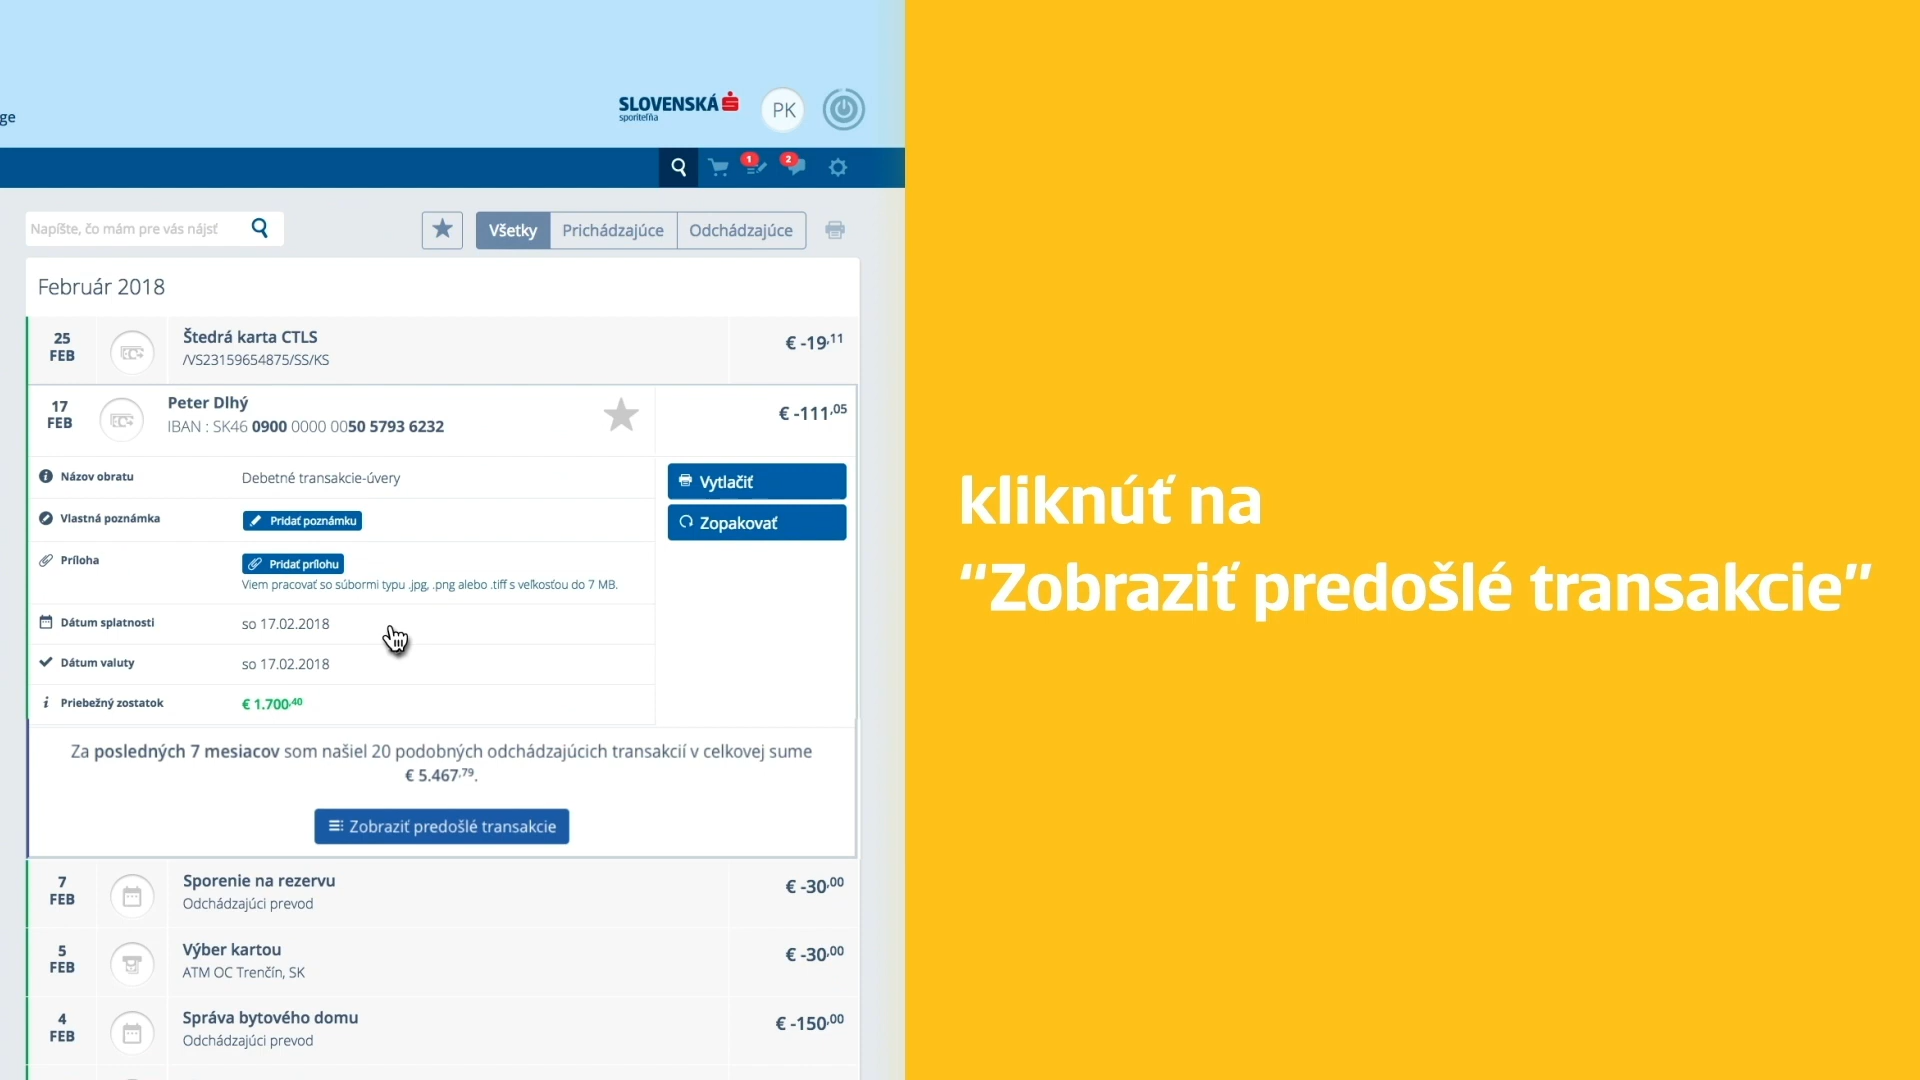 ge
SLOVENSKÁ
sporiteľňa
PK
1
2
Napíšte, čo mám pre vás nájsť
Všetky
Prichádzajúce
Odchádzajúce
Február 2018
25
FEB
Štedrá karta CTLS
/VS23159654875/SS/KS
€ -19,11
17
FEB
Peter Dlhý
IBAN : SK46 0900 0000 0050 5793 6232
€ -111,05
Názov obratu
Debetné transakcie-úvery
Vytlačiť
Vlastná poznámka
Pridať poznámku
Zopakovať
Príloha
Pridať prílohu
Viem pracovať so súbormi typu .jpg, .png alebo .tiff s veľkosťou do 7 MB.
Dátum splatnosti
so 17.02.2018
Dátum valuty
so 17.02.2018
Priebežný zostatok
€ 1.700,40
Za posledných 7 mesiacov som našiel 20 podobných odchádzajúcich transakcií v celkovej sume
€ 5.467,79.
Zobraziť predošlé transakcie
7
FEB
Sporenie na rezervu
Odchádzajúci prevod
€ -30,00
5
FEB
Výber kartou
ATM OC Trenčín, SK
€ -30,00
4
FEB
Správa bytového domu
Odchádzajúci prevod
€ -150,00
kliknúť na
“Zobraziť predošlé transakcie”